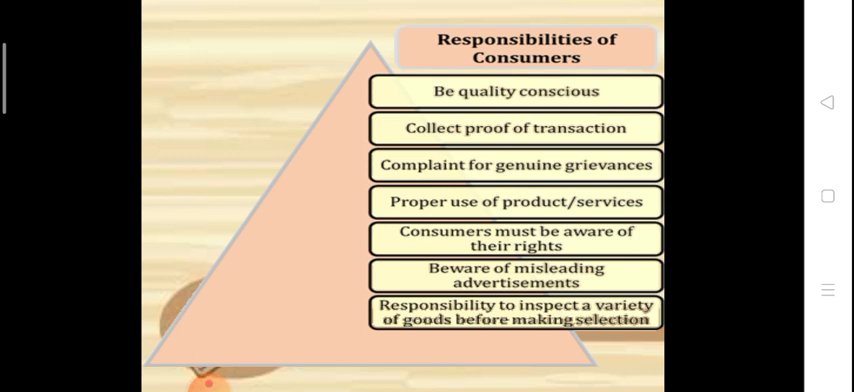 Responsibilities of
Consumers
Be quality conscious
Collect proof of transaction
Complaint for genuine grievances
Proper use of product/services
Consumers must be aware of
their rights
Beware of misleading
advertisements
Responsibility to inspect a variety
of goods before making selection